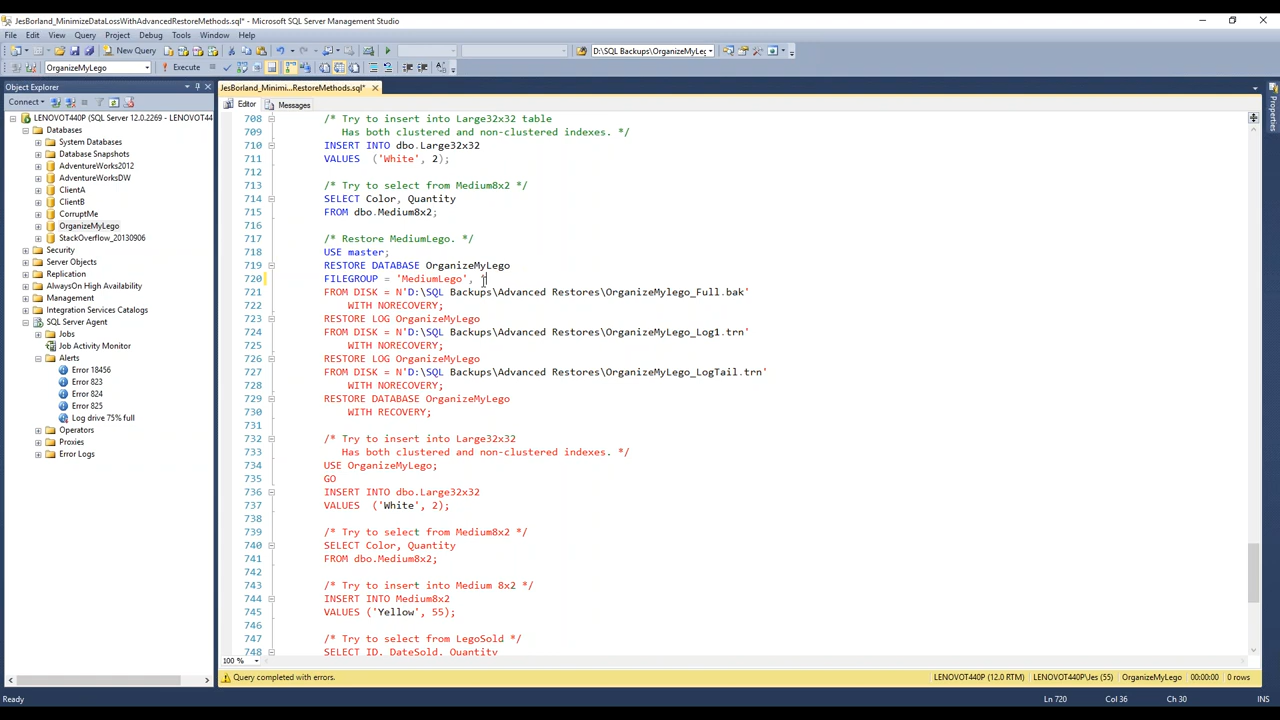 JesBorland_MinimizeDataLossWithAdvancedRestoreMethods.sql* - Microsoft SQL Server Management Studio
File Edit View Query Project Debug Tools Window Help
New Query D:\SQL Backups\OrganizeMyLeg
OrganizeMyLego Execute
Object Explorer
Connect
LENOVOT440P (SQL Server 12.0.2269 - LENOVOT44
Databases
System Databases
Database Snapshots
AdventureWorks2012
AdventureWorksDW
ClientA
ClientB
CorruptMe
OrganizeMyLego
StackOverflow_20130906
Security
Server Objects
Replication
AlwaysOn High Availability
Management
Integration Services Catalogs
SQL Server Agent
Jobs
Job Activity Monitor
Alerts
Error 18456
Error 823
Error 824
Error 825
Log drive 75% full
Operators
Proxies
Error Logs
JesBorland_Minimi...RestoreMethods.sql*
Editor Messages
708 /* Try to insert into Large32x32 table
709 Has both clustered and non-clustered indexes. */
710 INSERT INTO dbo.Large32x32
711 VALUES ('White', 2);
712
713 /* Try to select from Medium8x2 */
714 SELECT Color, Quantity
715 FROM dbo.Medium8x2;
716
717 /* Restore MediumLego. */
718 USE master;
719 RESTORE DATABASE OrganizeMyLego
720 FILEGROUP = 'MediumLego',
721 FROM DISK = N'D:\SQL Backups\Advanced Restores\OrganizeMylego_Full.bak'
722 WITH NORECOVERY;
723 RESTORE LOG OrganizeMyLego
724 FROM DISK = N'D:\SQL Backups\Advanced Restores\OrganizeMyLego_Log1.trn'
725 WITH NORECOVERY;
726 RESTORE LOG OrganizeMyLego
727 FROM DISK = N'D:\SQL Backups\Advanced Restores\OrganizeMyLego_LogTail.trn'
728 WITH NORECOVERY;
729 RESTORE DATABASE OrganizeMyLego
730 WITH RECOVERY;
731
732 /* Try to insert into Large32x32
733 Has both clustered and non-clustered indexes. */
734 USE OrganizeMyLego;
735 GO
736 INSERT INTO dbo.Large32x32
737 VALUES ('White', 2);
738
739 /* Try to select from Medium8x2 */
740 SELECT Color, Quantity
741 FROM dbo.Medium8x2;
742
743 /* Try to insert into Medium 8x2 */
744 INSERT INTO Medium8x2
745 VALUES ('Yellow', 55);
746
747 /* Try to select from LegoSold */
748 SELECT ID, DateSold, Quantity
100 %
Query completed with errors. LENOVOT440P (12.0 RTM) LENOVOT440P\Jes (55) OrganizeMyLego 00:00:00 0 rows
Ready Ln 720 Col 36 Ch 30 INS
Properties